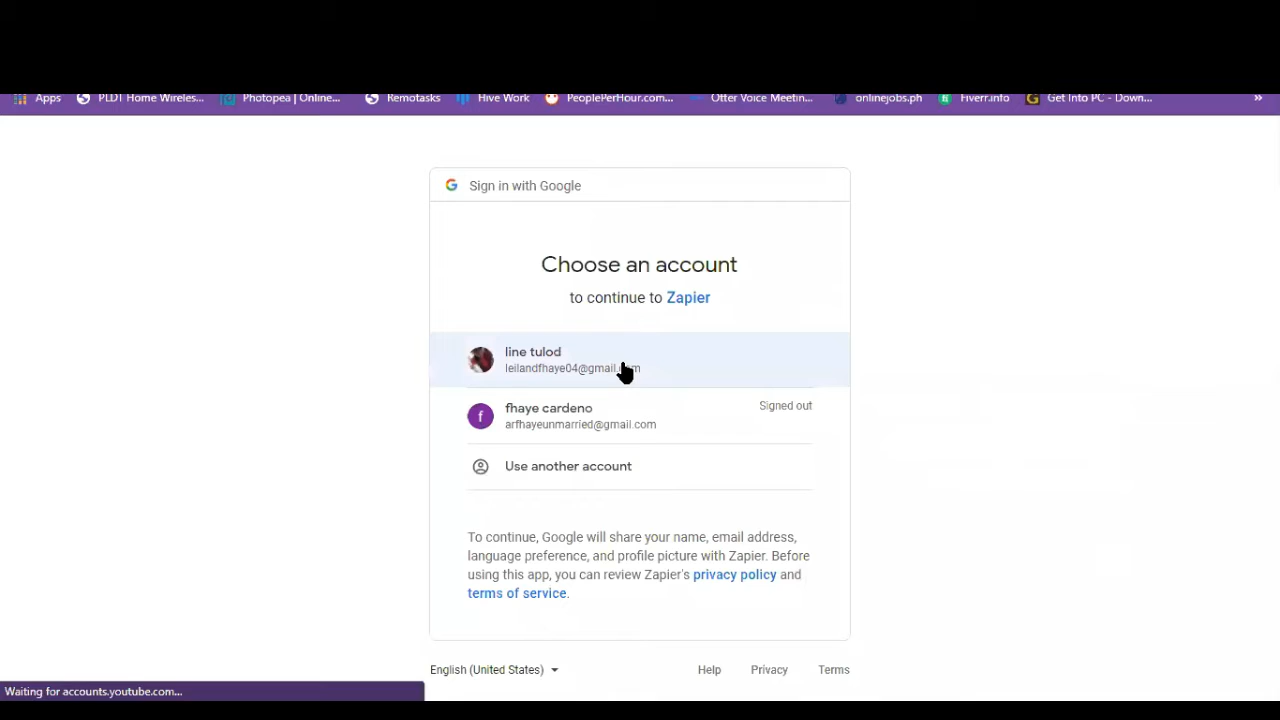 Apps PLDT Home Wireles... Photopea | Online... Remotasks Hive Work PeoplePerHour.com... Otter Voice Meetin... onlinejobs.ph Fiverr.info Get Into PC - Down... »
Sign in with Google
Choose an account
to continue to Zapier
line tulod
leilandfhaye04@gmail.com
fhaye cardeno
Signed out
arfhayeunmarried@gmail.com
Use another account
To continue, Google will share your name, email address,
language preference, and profile picture with Zapier. Before
using this app, you can review Zapier's privacy policy and
terms of service.
English (United States) Help Privacy Terms
Waiting for accounts.youtube.com...